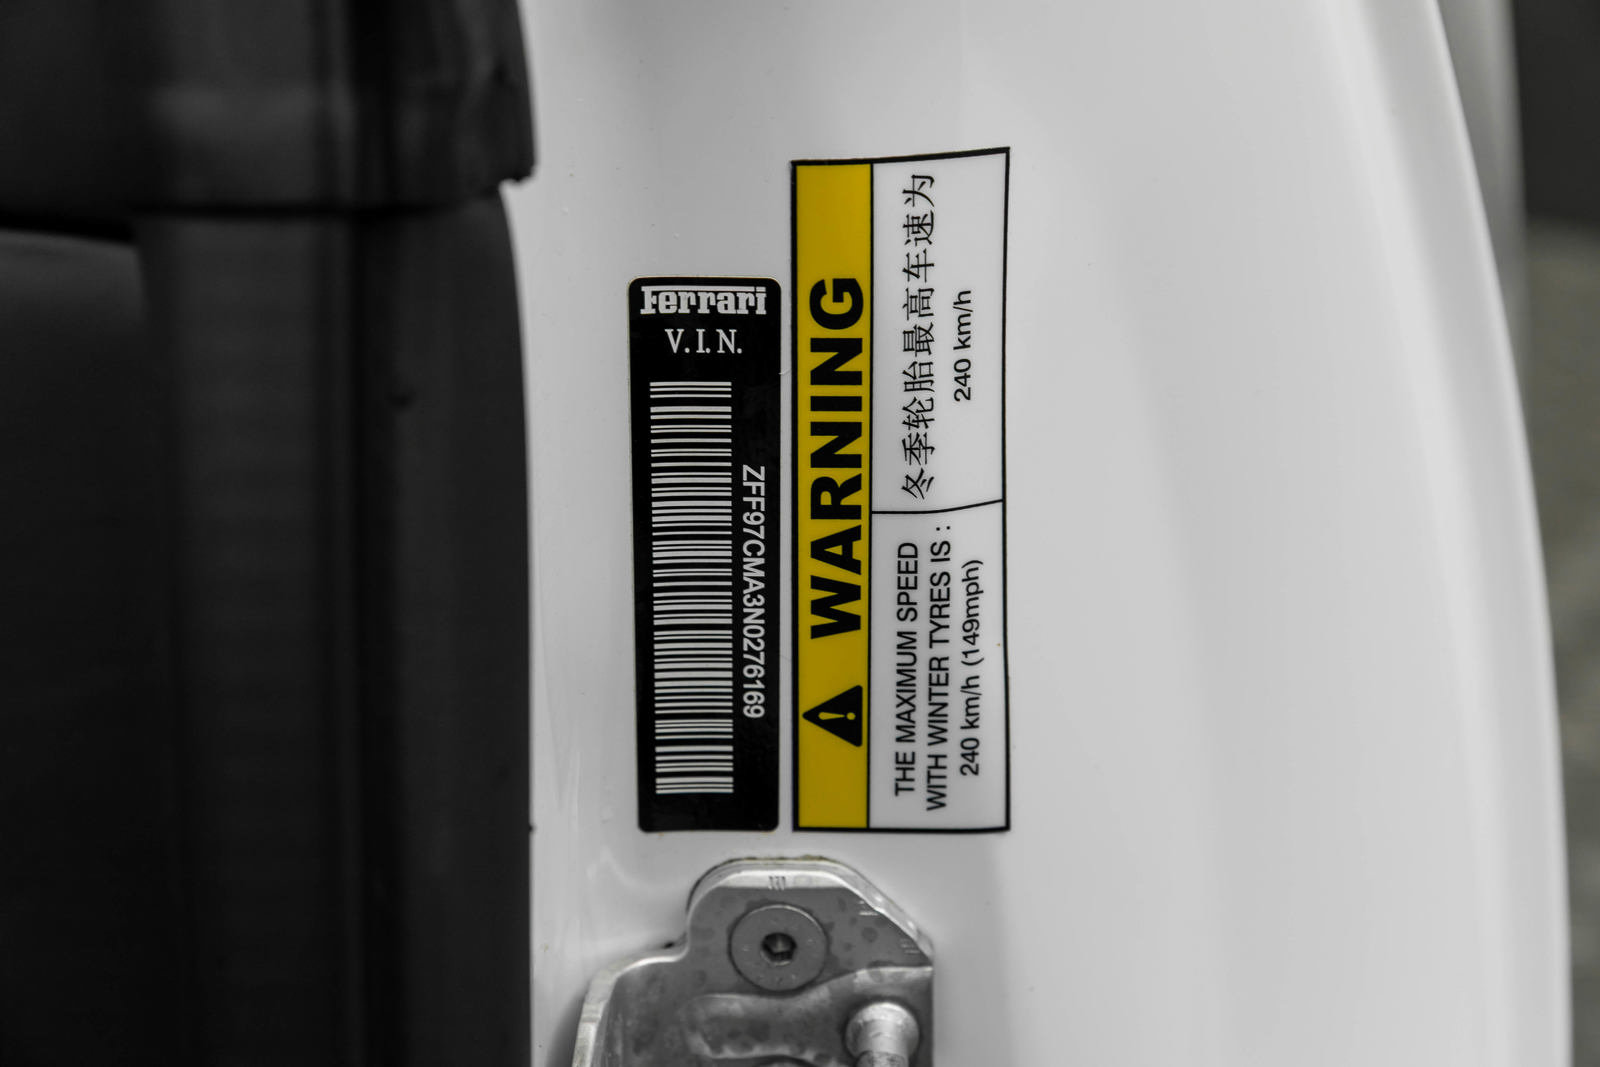 Ferrari
V.I.N.
ZFF97CMA3N0276169
WARNING
THE MAXIMUM SPEED
WITH WINTER TYRES IS :
240 km/h (149mph)
冬季轮胎最高车速为
240 km/h